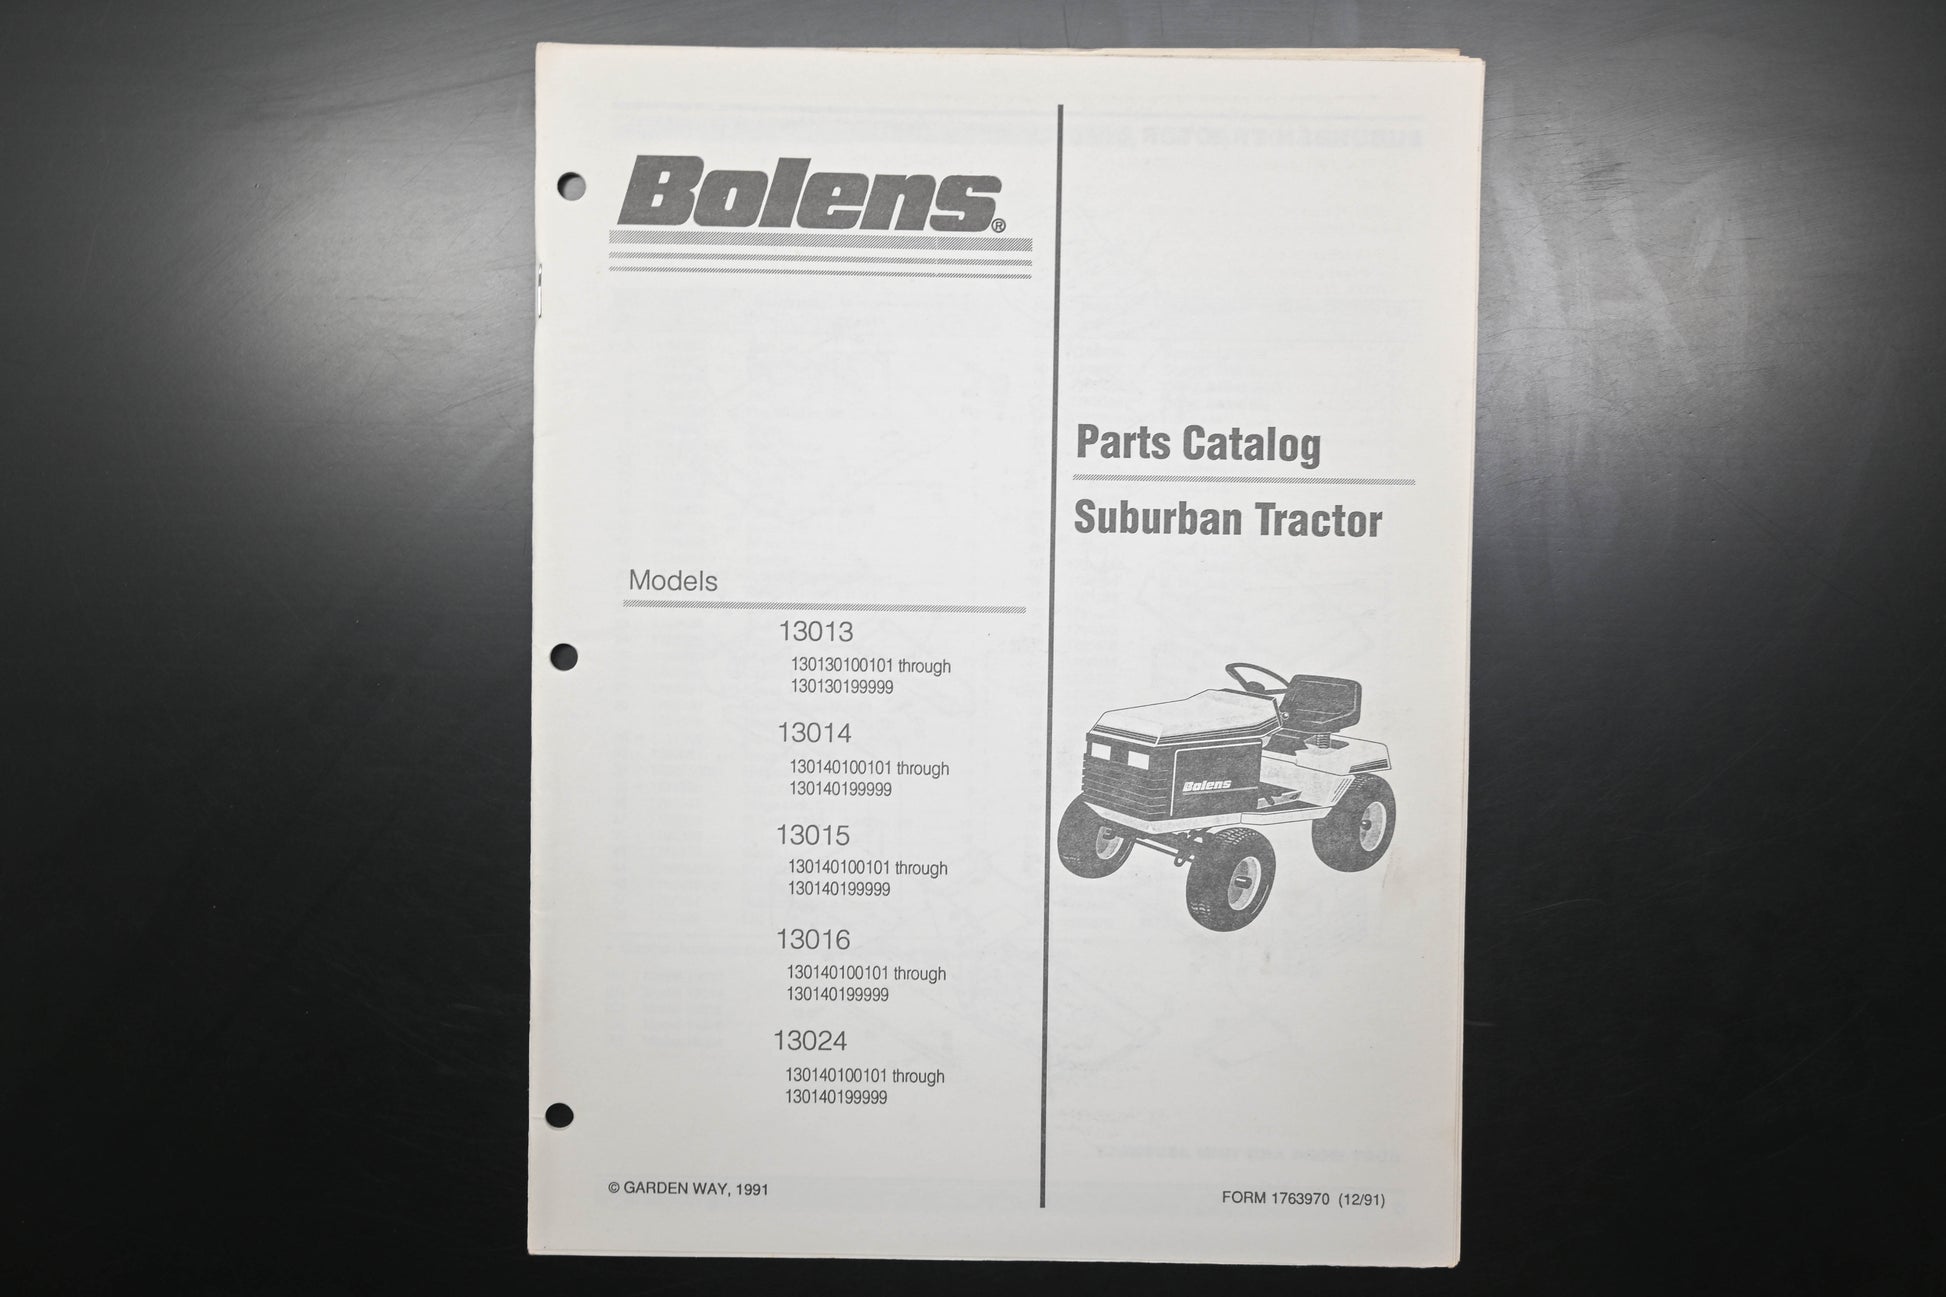 Bolens®
Models
13013
130130100101 through
130130199999
13014
130140100101 through
130140199999
13015
130140100101 through
130140199999
13016
130140100101 through
130140199999
13024
130140100101 through
130140199999
© GARDEN WAY, 1991
Parts Catalog
Suburban Tractor
Bolens
FORM 1763970 (12/91)